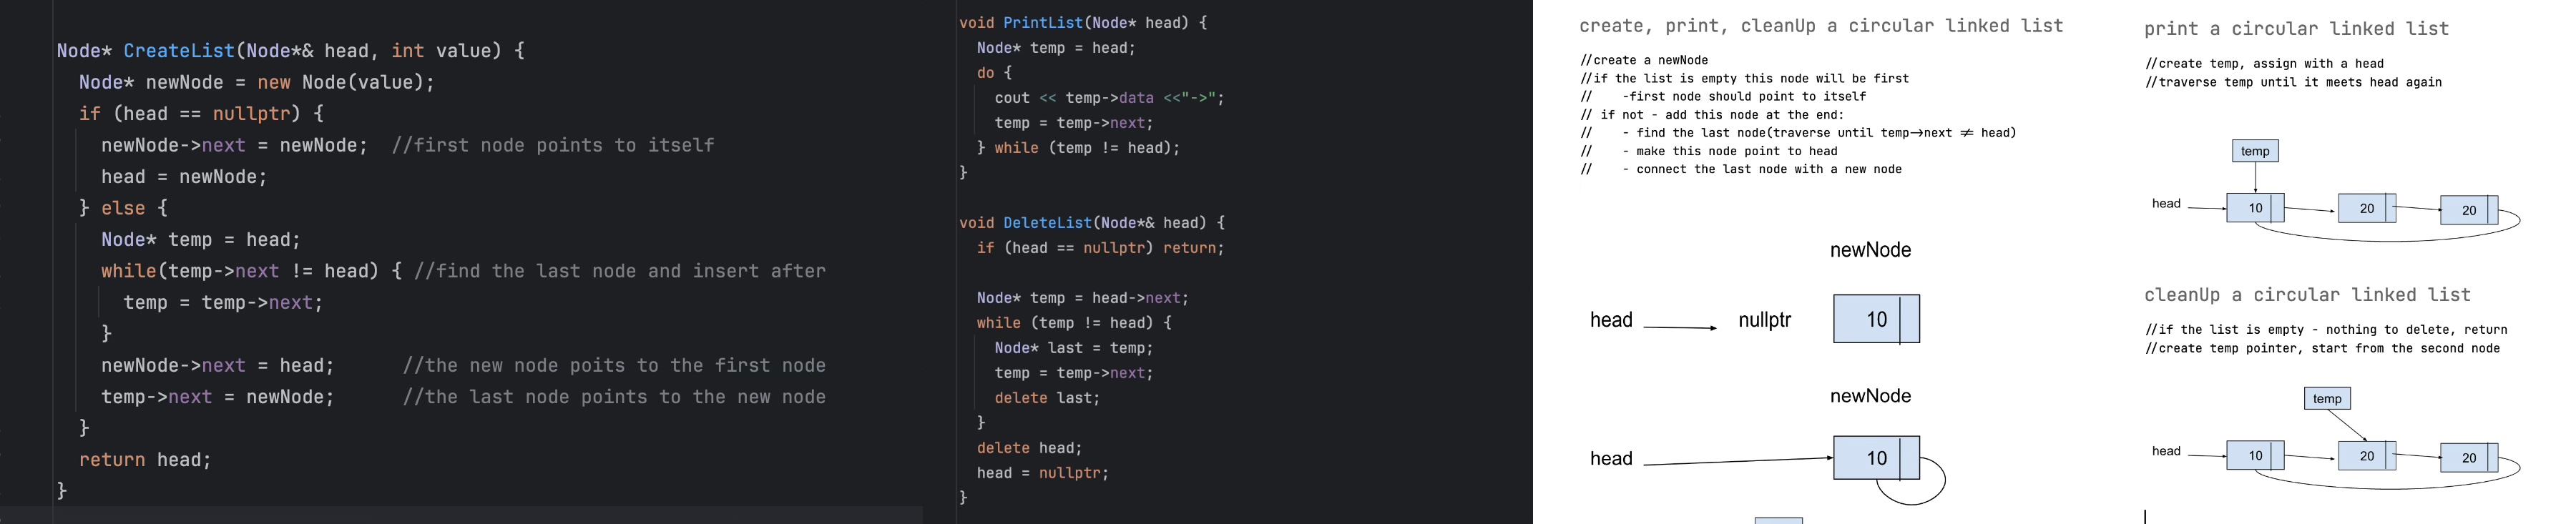 Node* CreateList(Node*& head, int value) {
Node* newNode = new Node(value);
if (head == nullptr) {
newNode->next = newNode;  //first node points to itself
head = newNode;
} else {
Node* temp = head;
while(temp->next != head) { //find the last node and insert after
temp = temp->next;
}
newNode->next = head;      //the new node poits to the first node
temp->next = newNode;      //the last node points to the new node
}
return head;
}
void PrintList(Node* head) {
Node* temp = head;
do {
cout << temp->data <<"->";
temp = temp->next;
} while (temp != head);
}
void DeleteList(Node*& head) {
if (head == nullptr) return;
Node* temp = head->next;
while (temp != head) {
Node* last = temp;
temp = temp->next;
delete last;
}
delete head;
head = nullptr;
}
create, print, cleanUp a circular linked list
//create a newNode
//if the list is empty this node will be first
//    -first node should point to itself
// if not - add this node at the end:
//    - find the last node(traverse until temp->next ≠ head)
//    - make this node point to head
//    - connect the last node with a new node
newNode
head
nullptr
10
newNode
head
10
print a circular linked list
//create temp, assign with a head
//traverse temp until it meets head again
temp
head
10
20
20
cleanUp a circular linked list
//if the list is empty - nothing to delete, return
//create temp pointer, start from the second node
temp
head
10
20
20